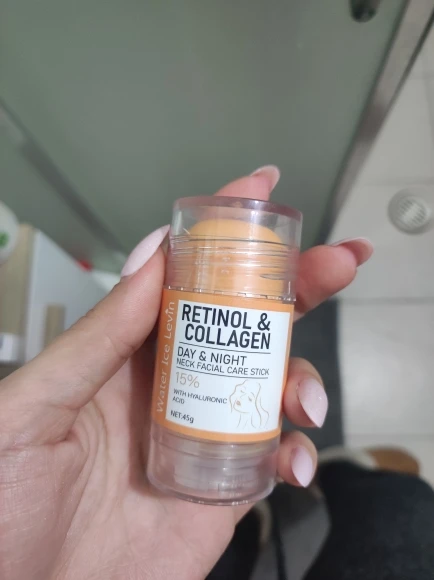 Water Ice Levin
RETINOL &
COLLAGEN
DAY & NIGHT
NECK FACIAL CARE STICK
15%
WITH HYALURONIC
ACID
NET:45g